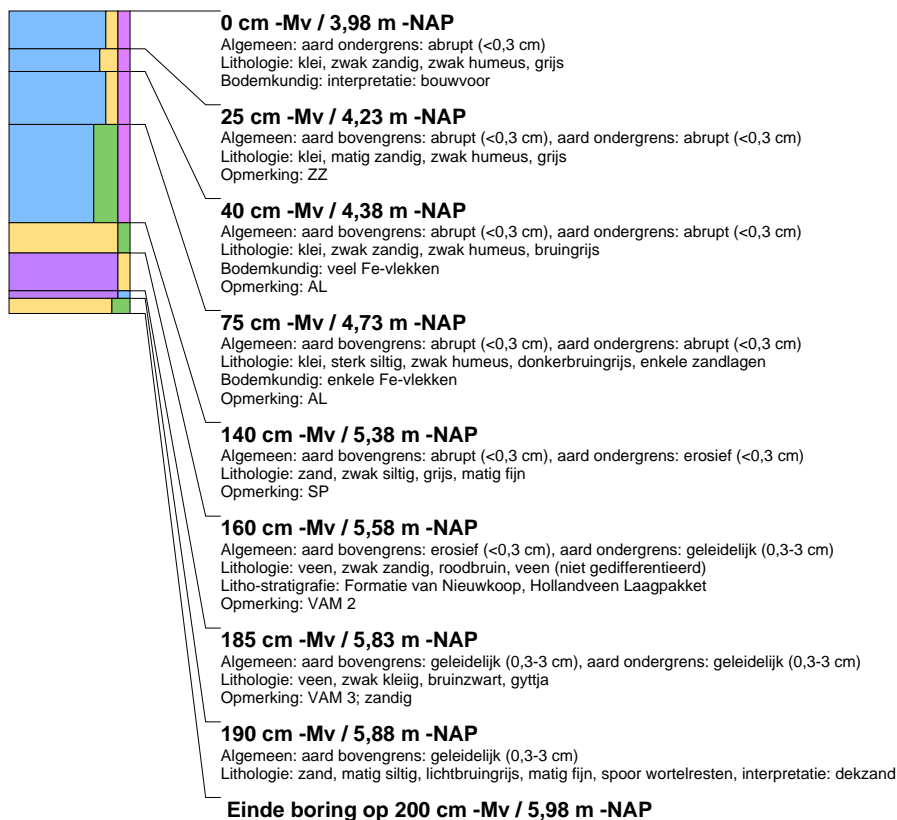 0 cm -Mv / 3,98 m -NAP
Algemeen: aard ondergrens: abrupt (<0,3 cm)
Lithologie: klei, zwak zandig, zwak humeus, grijs
Bodemkundig: interpretatie: bouwvoor
25 cm -Mv / 4,23 m -NAP
Algemeen: aard bovengrens: abrupt (<0,3 cm), aard ondergrens: abrupt (<0,3 cm)
Lithologie: klei, matig zandig, zwak humeus, grijs
Opmerking: ZZ
40 cm -Mv / 4,38 m -NAP
Algemeen: aard bovengrens: abrupt (<0,3 cm), aard ondergrens: abrupt (<0,3 cm)
Lithologie: klei, zwak zandig, zwak humeus, bruingrijs
Bodemkundig: veel Fe-vlekken
Opmerking: AL
75 cm -Mv / 4,73 m -NAP
Algemeen: aard bovengrens: abrupt (<0,3 cm), aard ondergrens: abrupt (<0,3 cm)
Lithologie: klei, sterk siltig, zwak humeus, donkerbruingrijs, enkele zandlagen
Bodemkundig: enkele Fe-vlekken
Opmerking: AL
140 cm -Mv / 5,38 m -NAP
Algemeen: aard bovengrens: abrupt (<0,3 cm), aard ondergrens: erosief (<0,3 cm)
Lithologie: zand, zwak siltig, grijs, matig fijn
Opmerking: SP
160 cm -Mv / 5,58 m -NAP
Algemeen: aard bovengrens: erosief (<0,3 cm), aard ondergrens: geleidelijk (0,3-3 cm)
Lithologie: veen, zwak zandig, roodbruin, veen (niet gedifferentieerd)
Litho-stratigrafie: Formatie van Nieuwkoop, Hollandveen Laagpakket
Opmerking: VAM 2
185 cm -Mv / 5,83 m -NAP
Algemeen: aard bovengrens: geleidelijk (0,3-3 cm), aard ondergrens: geleidelijk (0,3-3 cm)
Lithologie: veen, zwak kleiig, bruinzwart, gyttja
Opmerking: VAM 3; zandig
190 cm -Mv / 5,88 m -NAP
Algemeen: aard bovengrens: geleidelijk (0,3-3 cm)
Lithologie: zand, matig siltig, lichtbruingrijs, matig fijn, spoor wortelresten, interpretatie: dekzand
Einde boring op 200 cm -Mv / 5,98 m -NAP